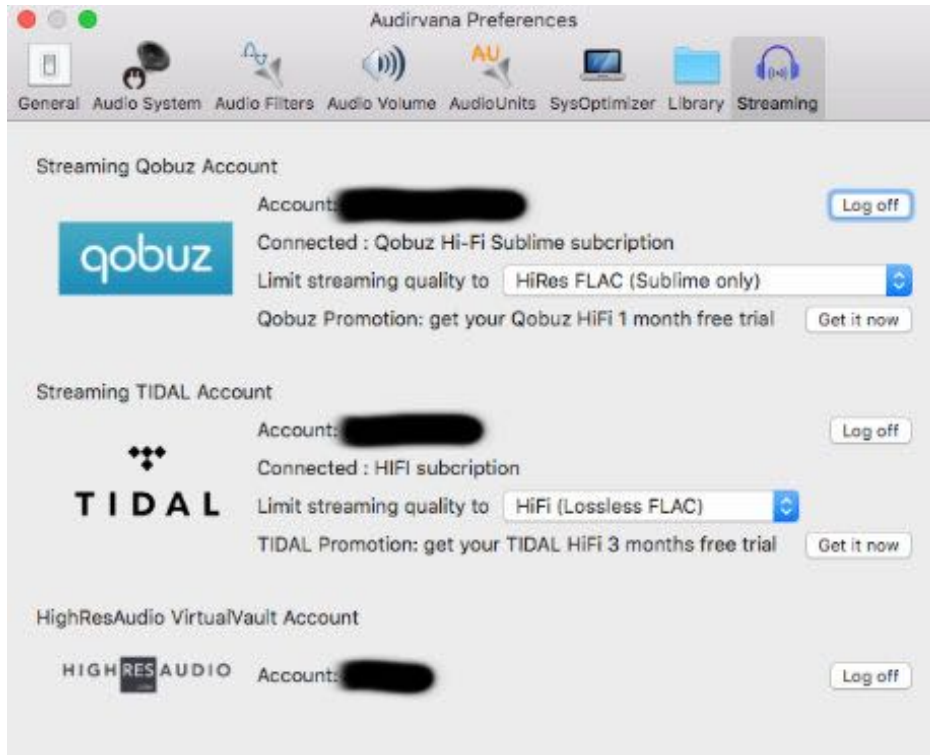 Audirvana Preferences
AU
General Audio System Audio Filters Audio Volume AudioUnits SysOptimizer Library Streaming
Streaming Qobuz Account
Account: Log off
qobuz
Connected : Qobuz Hi-Fi Sublime subcription
Limit streaming quality to HiRes FLAC (Sublime only)
Qobuz Promotion: get your Qobuz HiFi 1 month free trial Get it now
Streaming TIDAL Account
Account: Log off
Connected : HIFI subcription
TIDAL
Limit streaming quality to HiFi (Lossless FLAC)
TIDAL Promotion: get your TIDAL HiFi 3 months free trial Get it now
HighResAudio VirtualVault Account
HIGHRESAUDIO Account: Log off